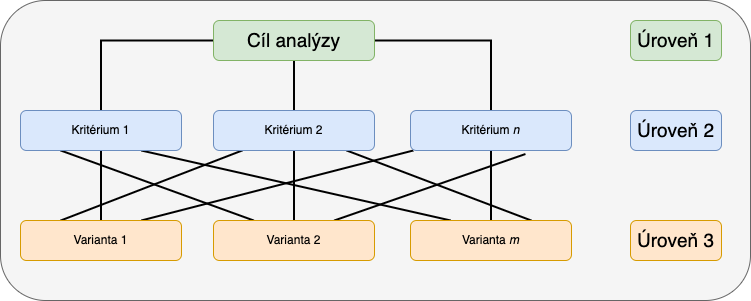 Cíl analýzy
Úroveň 1
Kritérium 1
Kritérium 2
Kritérium n
Úroveň 2
Varianta 1
Varianta 2
Varianta m
Úroveň 3